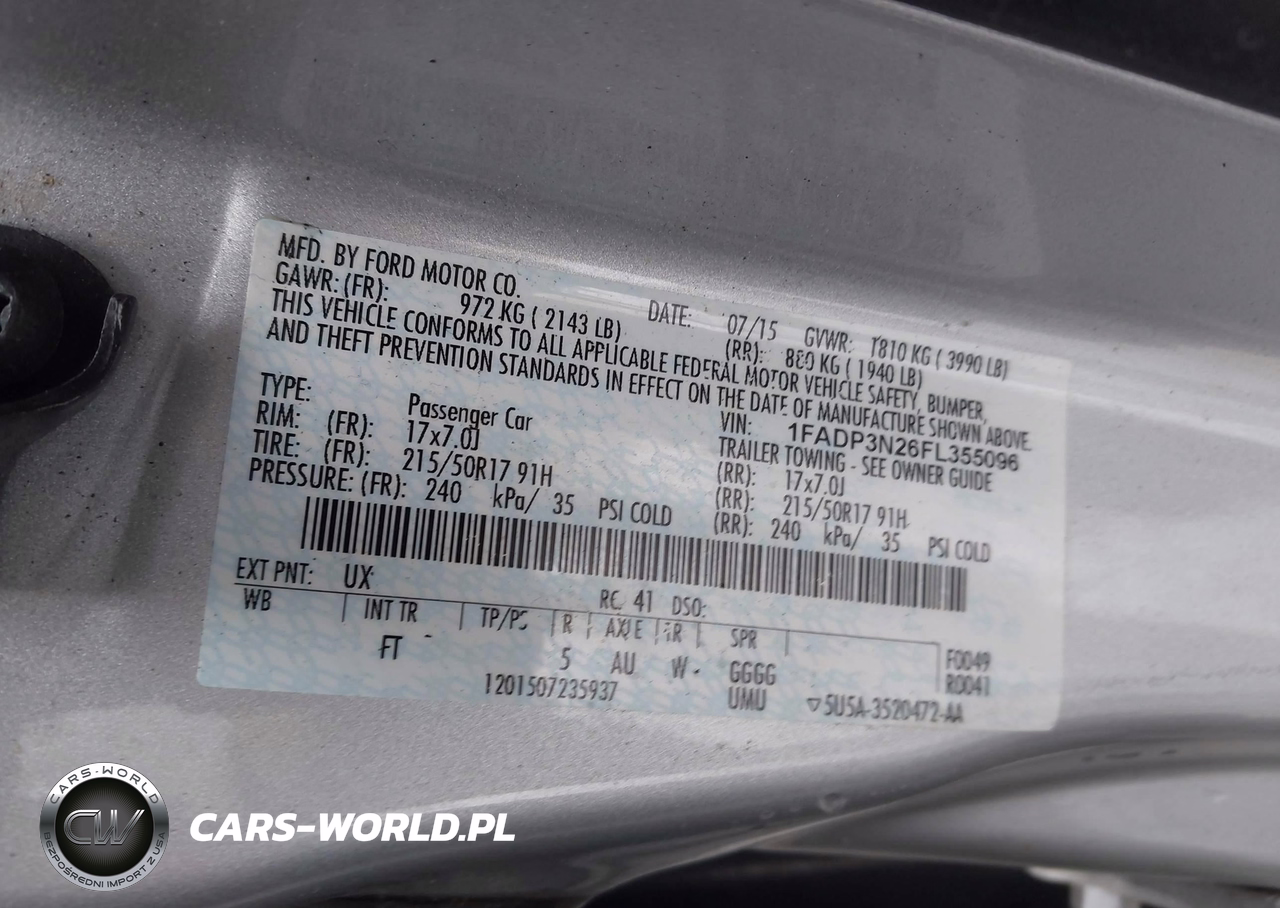 MFD. BY FORD MOTOR CO.
DATE: 07/15 GVWR: 1810 KG ( 3990 LB)
GAWR: (FR): 972 KG ( 2143 LB) (RR): 880 KG ( 1940 LB)
THIS VEHICLE CONFORMS TO ALL APPLICABLE FEDERAL MOTOR VEHICLE SAFETY, BUMPER,
AND THEFT PREVENTION STANDARDS IN EFFECT ON THE DATE OF MANUFACTURE SHOWN ABOVE.
VIN: 1FADP3N26FL355096
TYPE: Passenger Car TRAILER TOWING - SEE OWNER GUIDE
RIM: (FR): 17x7.0J (RR): 17x7.0J
TIRE: (FR): 215/50R17 91H (RR): 215/50R17 91H
PRESSURE: (FR): 240 kPa/ 35 PSI COLD (RR): 240 kPa/ 35 PSI COLD
EXT PNT: UX RC: 41 DSO:
WB | INT TR | TP/PS | R | AXLE | TR | SPR |
FT 5 AU W GGGG F0049
UMU R0041
1201507235937 ▽5U5A-3520472-AA
CARS-WORLD
CW
BEZPOŚREDNI IMPORT Z USA
CARS-WORLD.PL